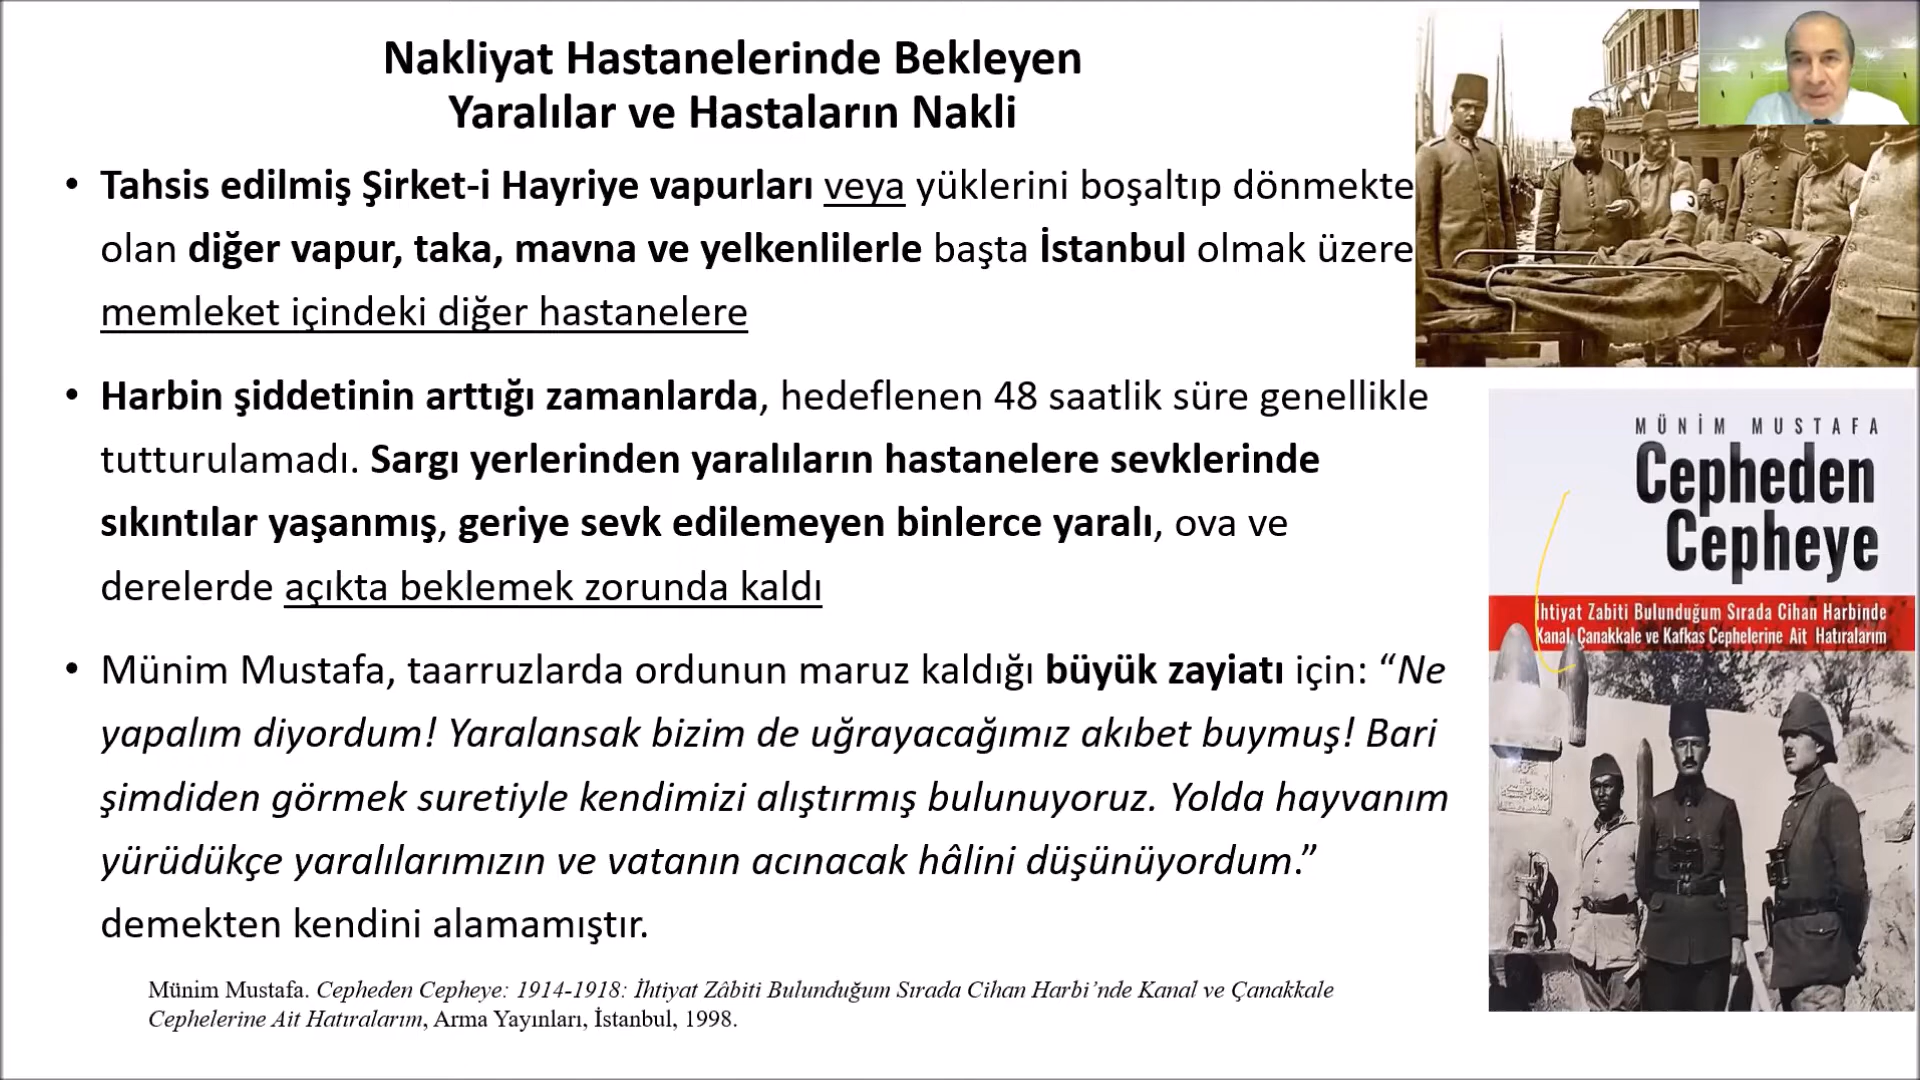 Nakliyat Hastanelerinde Bekleyen
Yaralılar ve Hastaların Nakli
• Tahsis edilmiş Şirket-i Hayriye vapurları veya yüklerini boşaltıp dönmekte
olan diğer vapur, taka, mavna ve yelkenlilerle başta İstanbul olmak üzere
memleket içindeki diğer hastanelere
• Harbin şiddetinin arttığı zamanlarda, hedeflenen 48 saatlik süre genellikle
tutturulamadı. Sargı yerlerinden yaralıların hastanelere sevklerinde
sıkıntılar yaşanmış, geriye sevk edilemeyen binlerce yaralı, ova ve
derelerde açıkta beklemek zorunda kaldı
• Münim Mustafa, taarruzlarda ordunun maruz kaldığı büyük zayiatı için: “Ne
yapalım diyordum! Yaralansak bizim de uğrayacağımız akıbet buymuş! Bari
şimdiden görmek suretiyle kendimizi alıştırmış bulunuyoruz. Yolda hayvanım
yürüdükçe yaralılarımızın ve vatanın acınacak hâlini düşünüyordum.”
demekten kendini alamamıştır.
Münim Mustafa. Cepheden Cepheye: 1914-1918: İhtiyat Zâbiti Bulunduğum Sırada Cihan Harbi’nde Kanal ve Çanakkale
Cephelerine Ait Hatıralarım, Arma Yayınları, İstanbul, 1998.
MÜNİM MUSTAFA
Cepheden
Cepheye
İhtiyat Zabiti Bulunduğum Sırada Cihan Harbinde
Kanal, Çanakkale ve Kafkas Cephelerine Ait Hatıralarım